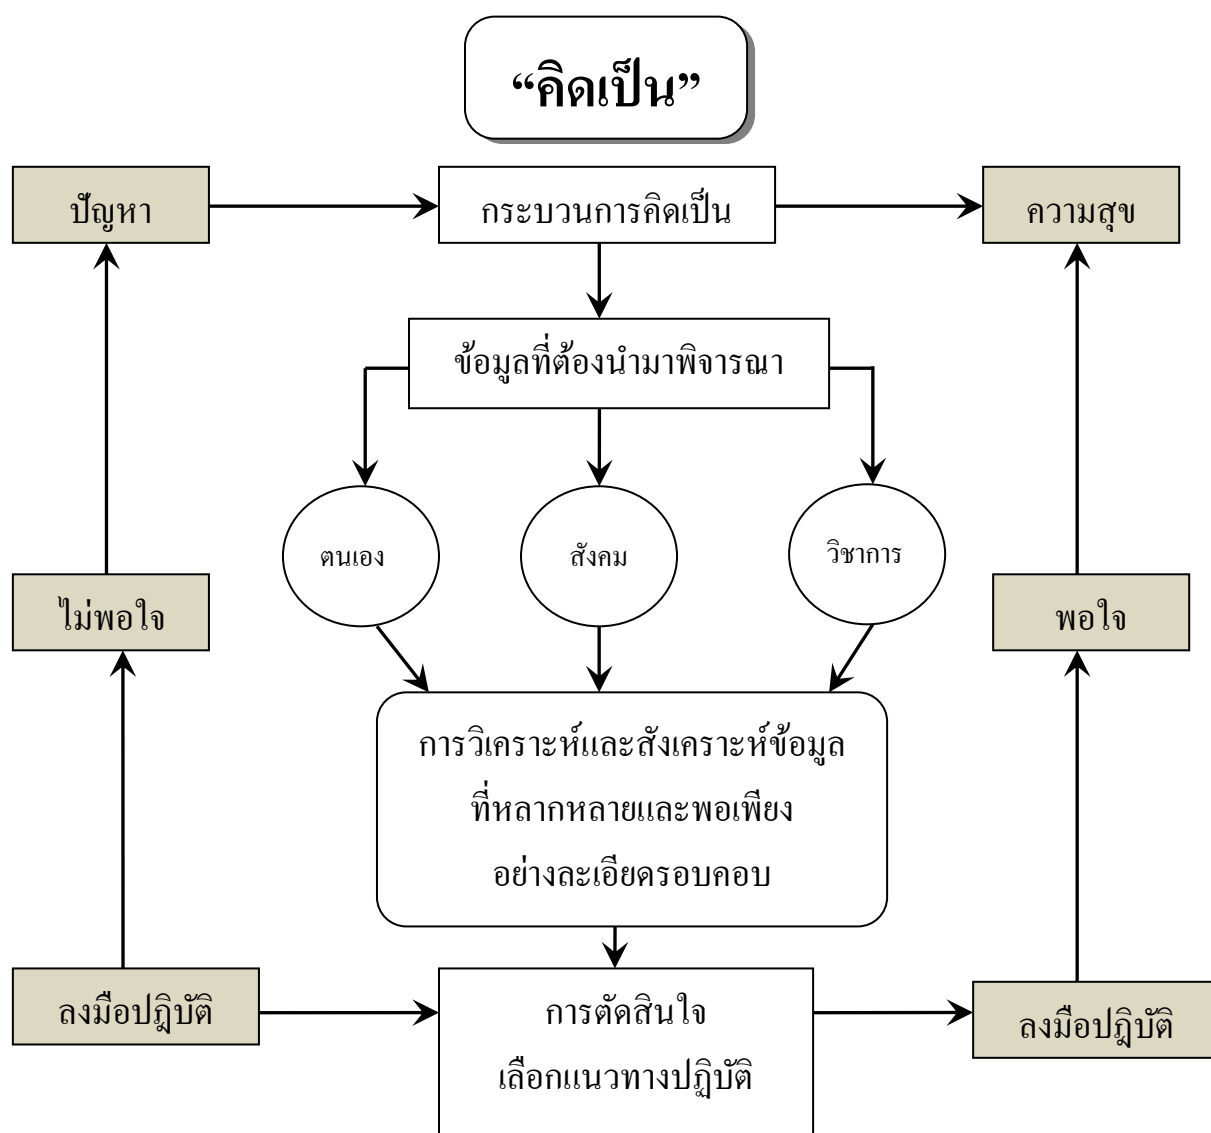 “คิดเป็น”
ปัญหา
กระบวนการคิดเป็น
ความสุข
ข้อมูลที่ต้องนำมาพิจารณา
ตนเอง
สังคม
วิชาการ
ไม่พอใจ
พอใจ
การวิเคราะห์และสังเคราะห์ข้อมูล
ที่หลากหลายและพอเพียง
อย่างละเอียดรอบคอบ
ลงมือปฎิบัติ
การตัดสินใจ
เลือกแนวทางปฏิบัติ
ลงมือปฎิบัติ